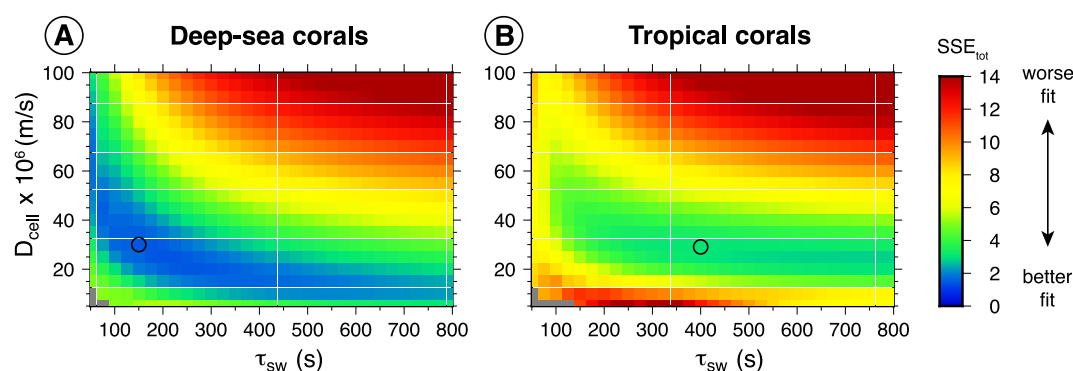 A
Deep-sea corals
B
Tropical corals
SSEtot
D_cell x 10⁶ (m/s)
100
80
60
40
20
100 200 300 400 500 600 700 800
τsw (s)
100
80
60
40
20
100 200 300 400 500 600 700 800
τsw (s)
14
12
10
8
6
4
2
0
worse
fit
better
fit